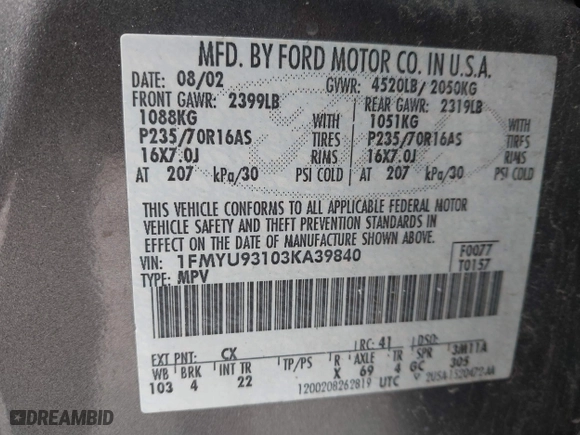 MFD. BY FORD MOTOR CO. IN U.S.A.
DATE: 08/02 GVWR: 4520LB/ 2050KG
FRONT GAWR: 2399LB REAR GAWR: 2319LB
1088KG WITH 1051KG WITH
P235/70R16AS TIRES P235/70R16AS TIRES
16X7.0J RIMS 16X7.0J RIMS
AT 207 kPa/30 PSI COLD AT 207 kPa/30 PSI COLD
THIS VEHICLE CONFORMS TO ALL APPLICABLE FEDERAL MOTOR
VEHICLE SAFETY AND THEFT PREVENTION STANDARDS IN
EFFECT ON THE DATE OF MANUFACTURE SHOWN ABOVE.
VIN: 1FMYU93103KA39840 F0077
TYPE: MPV T0157
EXT PNT: CX RC: 41 DSO:
WB BRK INT TR TP/PS R AXLE TR SPR 3M11A
103 4 22 X 69 4 GC 305
1200208262819 UTC
DREAMBID